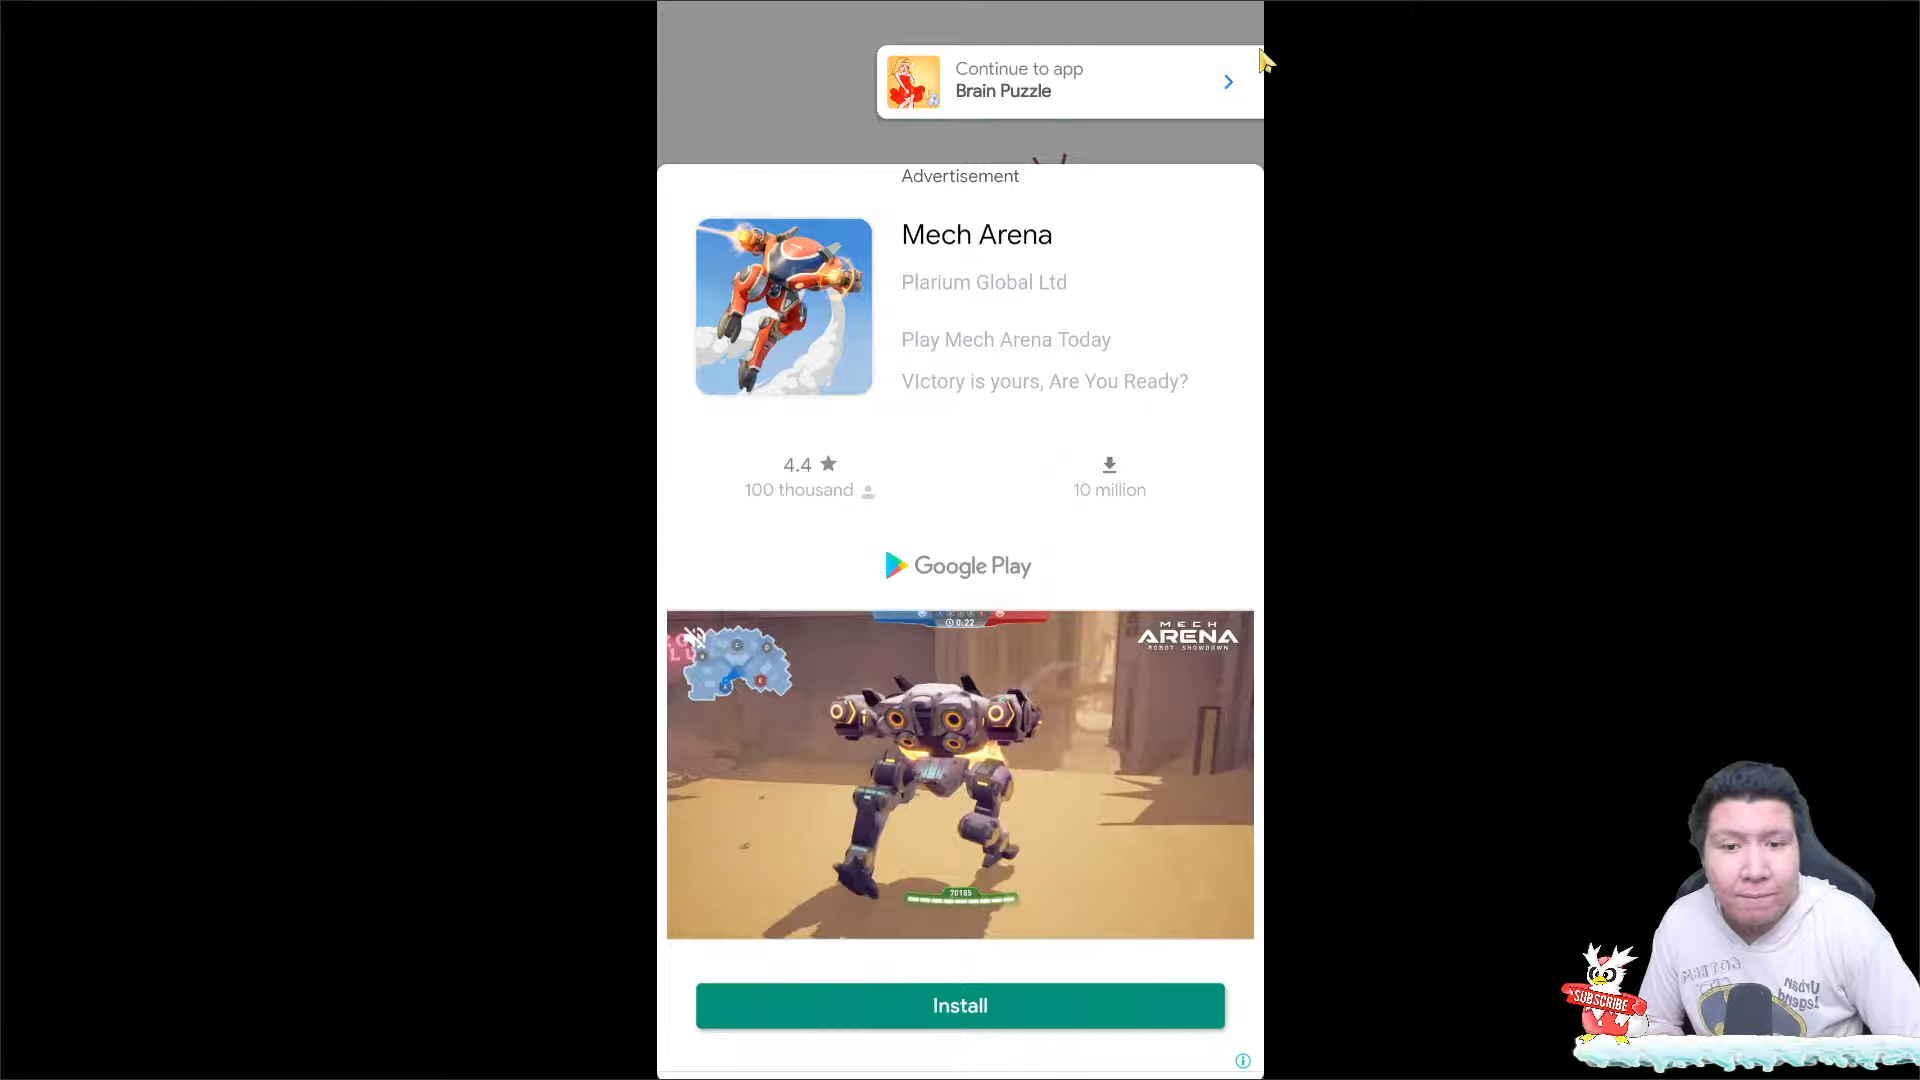 Continue to app
Brain Puzzle
Advertisement
Mech Arena
Plarium Global Ltd
Play Mech Arena Today
VIctory is yours, Are You Ready?
4.4
100 thousand
10 million
Google Play
0:22
MECH
ARENA
ROBOT SHOWDOWN
C
D
B
A
E
70185
Install
Urban
legend
SUBSCRIBE